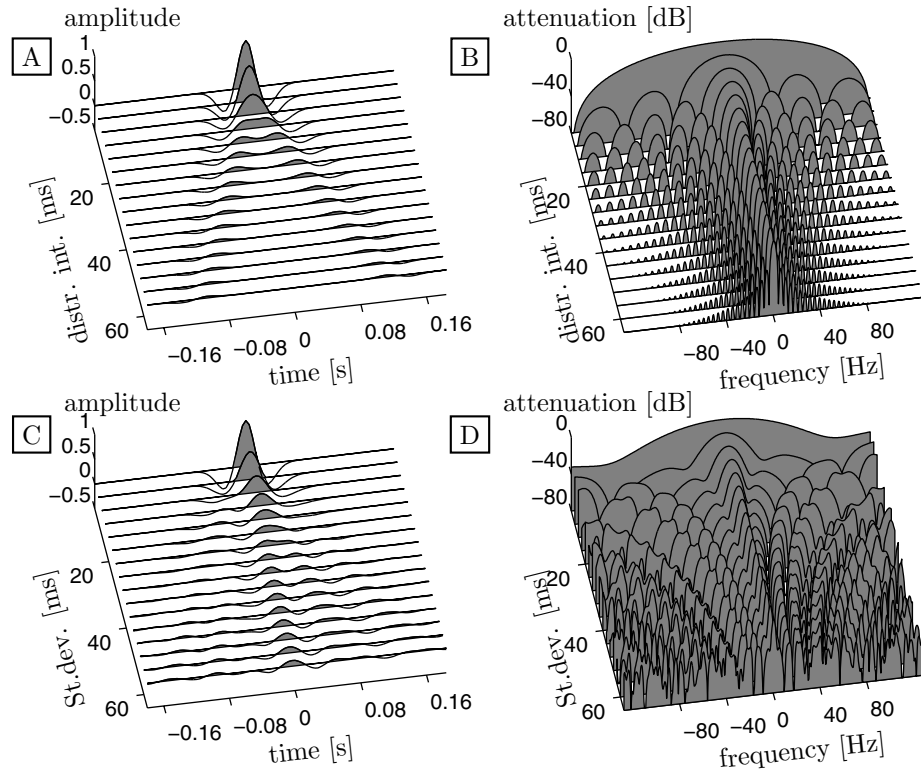 amplitude
A
1
0.5
0
−0.5
20
40
60
distr. int. [ms]
−0.16
−0.08
0
0.08
0.16
time [s]
attenuation [dB]
B
0
−40
−80
20
40
60
distr. int. [ms]
−80
−40
0
40
80
frequency [Hz]
amplitude
C
1
0.5
0
−0.5
20
40
60
St.dev. [ms]
−0.16
−0.08
0
0.08
0.16
time [s]
attenuation [dB]
D
0
−40
−80
20
40
60
St.dev. [ms]
−80
−40
0
40
80
frequency [Hz]